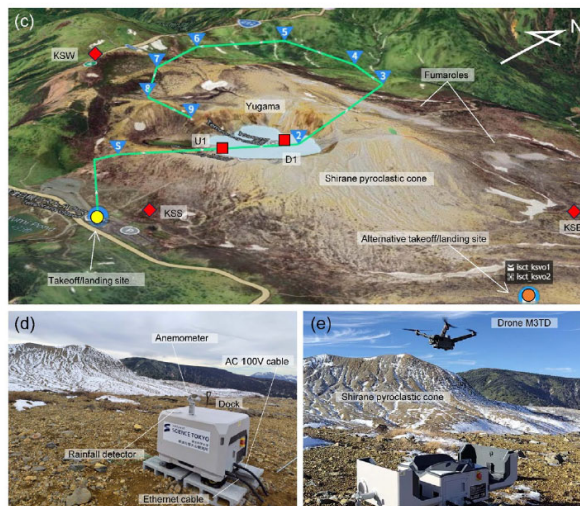 (c)
N
KSW
6
5
7
4
3
Fumaroles
8
9
Yugama
U1
2
5
D1
Shirane pyroclastic cone
KSS
KSE
Alternative takeoff/landing site
isct_ksvo1
isct_ksvo2
Takeoff/landing site
(d)
Anemometer
AC 100V cable
Dock
SCIENCE TOKYO
Rainfall detector
Ethernet cable
(e)
Drone M3TD
Shirane pyroclastic cone